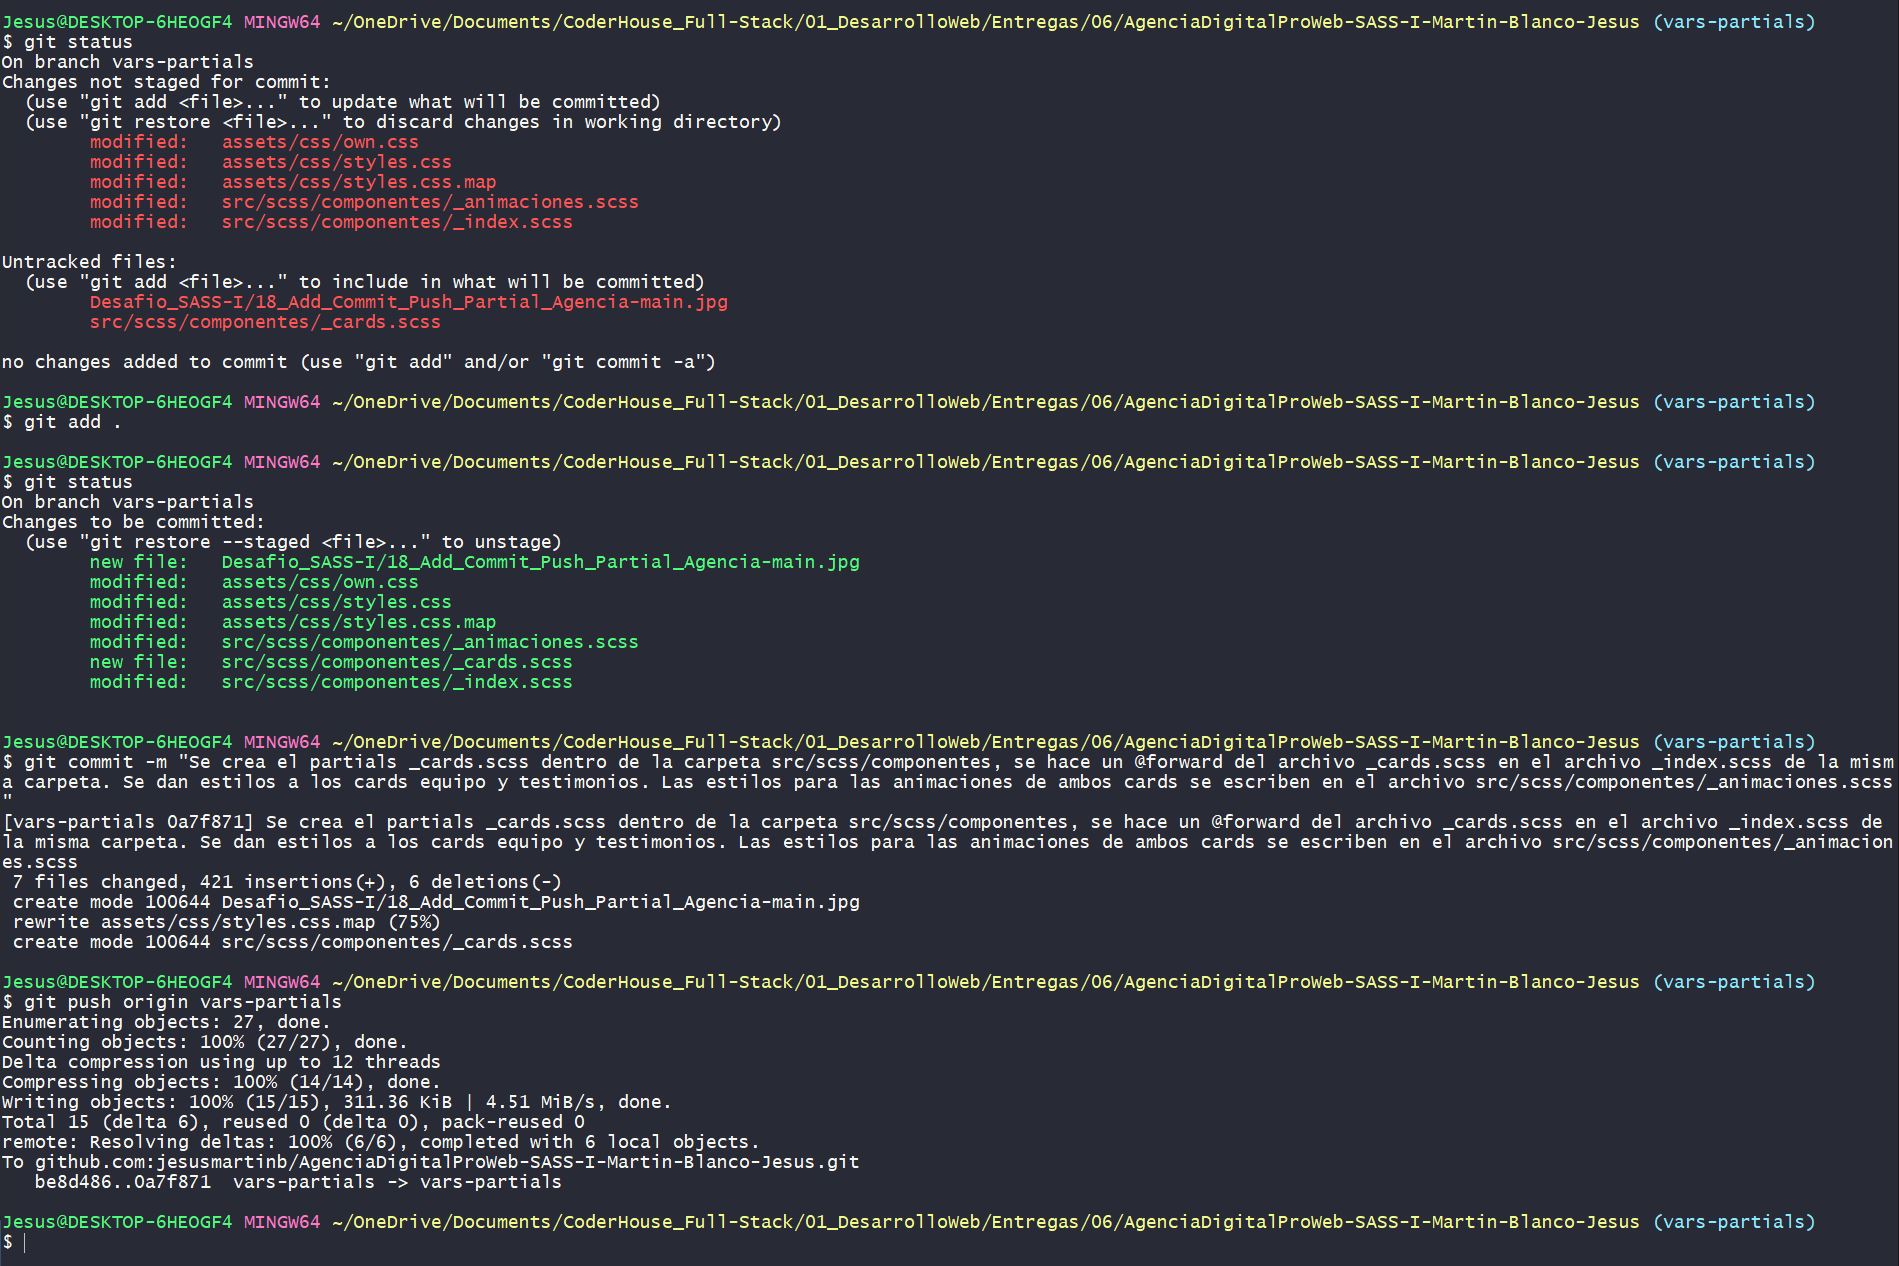 Jesus@DESKTOP-6HEOGF4 MINGW64 ~/OneDrive/Documents/CoderHouse_Full-Stack/01_DesarrolloWeb/Entregas/06/AgenciaDigitalProWeb-SASS-I-Martin-Blanco-Jesus (vars-partials)
$ git status
On branch vars-partials
Changes not staged for commit:
  (use "git add <file>..." to update what will be committed)
  (use "git restore <file>..." to discard changes in working directory)
        modified:   assets/css/own.css
        modified:   assets/css/styles.css
        modified:   assets/css/styles.css.map
        modified:   src/scss/componentes/_animaciones.scss
        modified:   src/scss/componentes/_index.scss

Untracked files:
  (use "git add <file>..." to include in what will be committed)
        Desafio_SASS-I/18_Add_Commit_Push_Partial_Agencia-main.jpg
        src/scss/componentes/_cards.scss

no changes added to commit (use "git add" and/or "git commit -a")

Jesus@DESKTOP-6HEOGF4 MINGW64 ~/OneDrive/Documents/CoderHouse_Full-Stack/01_DesarrolloWeb/Entregas/06/AgenciaDigitalProWeb-SASS-I-Martin-Blanco-Jesus (vars-partials)
$ git add .

Jesus@DESKTOP-6HEOGF4 MINGW64 ~/OneDrive/Documents/CoderHouse_Full-Stack/01_DesarrolloWeb/Entregas/06/AgenciaDigitalProWeb-SASS-I-Martin-Blanco-Jesus (vars-partials)
$ git status
On branch vars-partials
Changes to be committed:
  (use "git restore --staged <file>..." to unstage)
        new file:   Desafio_SASS-I/18_Add_Commit_Push_Partial_Agencia-main.jpg
        modified:   assets/css/own.css
        modified:   assets/css/styles.css
        modified:   assets/css/styles.css.map
        modified:   src/scss/componentes/_animaciones.scss
        new file:   src/scss/componentes/_cards.scss
        modified:   src/scss/componentes/_index.scss

Jesus@DESKTOP-6HEOGF4 MINGW64 ~/OneDrive/Documents/CoderHouse_Full-Stack/01_DesarrolloWeb/Entregas/06/AgenciaDigitalProWeb-SASS-I-Martin-Blanco-Jesus (vars-partials)
$ git commit -m "Se crea el partials _cards.scss dentro de la carpeta src/scss/componentes, se hace un @forward del archivo _cards.scss en el archivo _index.scss de la mism
a carpeta. Se dan estilos a los cards equipo y testimonios. Las estilos para las animaciones de ambos cards se escriben en el archivo src/scss/componentes/_animaciones.scss
"
[vars-partials 0a7f871] Se crea el partials _cards.scss dentro de la carpeta src/scss/componentes, se hace un @forward del archivo _cards.scss en el archivo _index.scss de
la misma carpeta. Se dan estilos a los cards equipo y testimonios. Las estilos para las animaciones de ambos cards se escriben en el archivo src/scss/componentes/_animacion
es.scss
 7 files changed, 421 insertions(+), 6 deletions(-)
 create mode 100644 Desafio_SASS-I/18_Add_Commit_Push_Partial_Agencia-main.jpg
 rewrite assets/css/styles.css.map (75%)
 create mode 100644 src/scss/componentes/_cards.scss

Jesus@DESKTOP-6HEOGF4 MINGW64 ~/OneDrive/Documents/CoderHouse_Full-Stack/01_DesarrolloWeb/Entregas/06/AgenciaDigitalProWeb-SASS-I-Martin-Blanco-Jesus (vars-partials)
$ git push origin vars-partials
Enumerating objects: 27, done.
Counting objects: 100% (27/27), done.
Delta compression using up to 12 threads
Compressing objects: 100% (14/14), done.
Writing objects: 100% (15/15), 311.36 KiB | 4.51 MiB/s, done.
Total 15 (delta 6), reused 0 (delta 0), pack-reused 0
remote: Resolving deltas: 100% (6/6), completed with 6 local objects.
To github.com:jesusmartinb/AgenciaDigitalProWeb-SASS-I-Martin-Blanco-Jesus.git
   be8d486..0a7f871  vars-partials -> vars-partials

Jesus@DESKTOP-6HEOGF4 MINGW64 ~/OneDrive/Documents/CoderHouse_Full-Stack/01_DesarrolloWeb/Entregas/06/AgenciaDigitalProWeb-SASS-I-Martin-Blanco-Jesus (vars-partials)
$